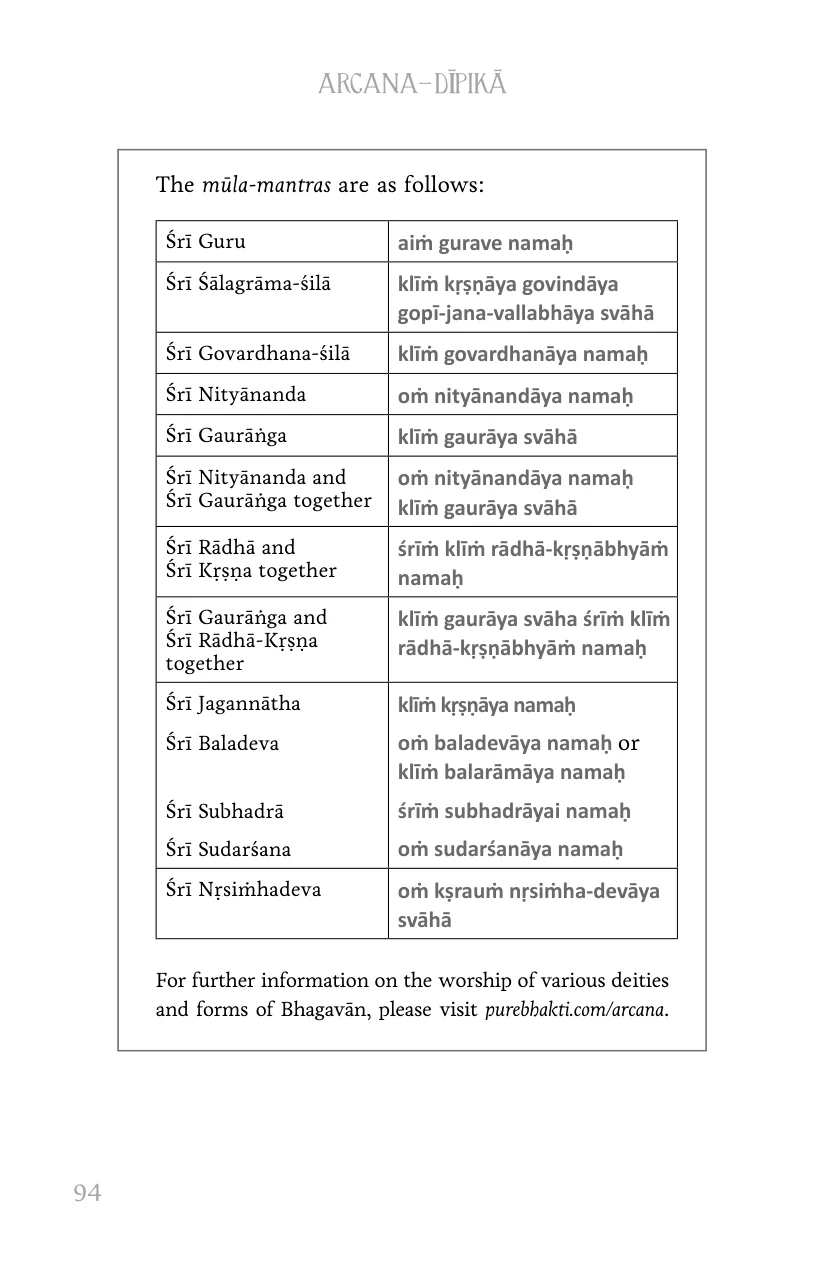 ARCANA–DĪPIKĀ
The mūla-mantras are as follows:
Śrī Guru aiṁ gurave namaḥ
Śrī Śālagrāma-śilā klīṁ kṛṣṇāya govindāya
gopī-jana-vallabhāya svāhā
Śrī Govardhana-śilā klīṁ govardhanāya namaḥ
Śrī Nityānanda oṁ nityānandāya namaḥ
Śrī Gaurāṅga klīṁ gaurāya svāhā
Śrī Nityānanda and oṁ nityānandāya namaḥ
Śrī Gaurāṅga together klīṁ gaurāya svāhā
Śrī Rādhā and śrīṁ klīṁ rādhā-kṛṣṇābhyāṁ
Śrī Kṛṣṇa together namaḥ
Śrī Gaurāṅga and klīṁ gaurāya svāha śrīṁ klīṁ
Śrī Rādhā-Kṛṣṇa rādhā-kṛṣṇābhyāṁ namaḥ
together
Śrī Jagannātha klīṁ kṛṣṇāya namaḥ
Śrī Baladeva oṁ baladevāya namaḥ or
klīṁ balarāmāya namaḥ
Śrī Subhadrā śrīṁ subhadrāyai namaḥ
Śrī Sudarśana oṁ sudarśanāya namaḥ
Śrī Nṛsiṁhadeva oṁ kṣrauṁ nṛsiṁha-devāya
svāhā
For further information on the worship of various deities
and forms of Bhagavān, please visit purebhakti.com/arcana.
94